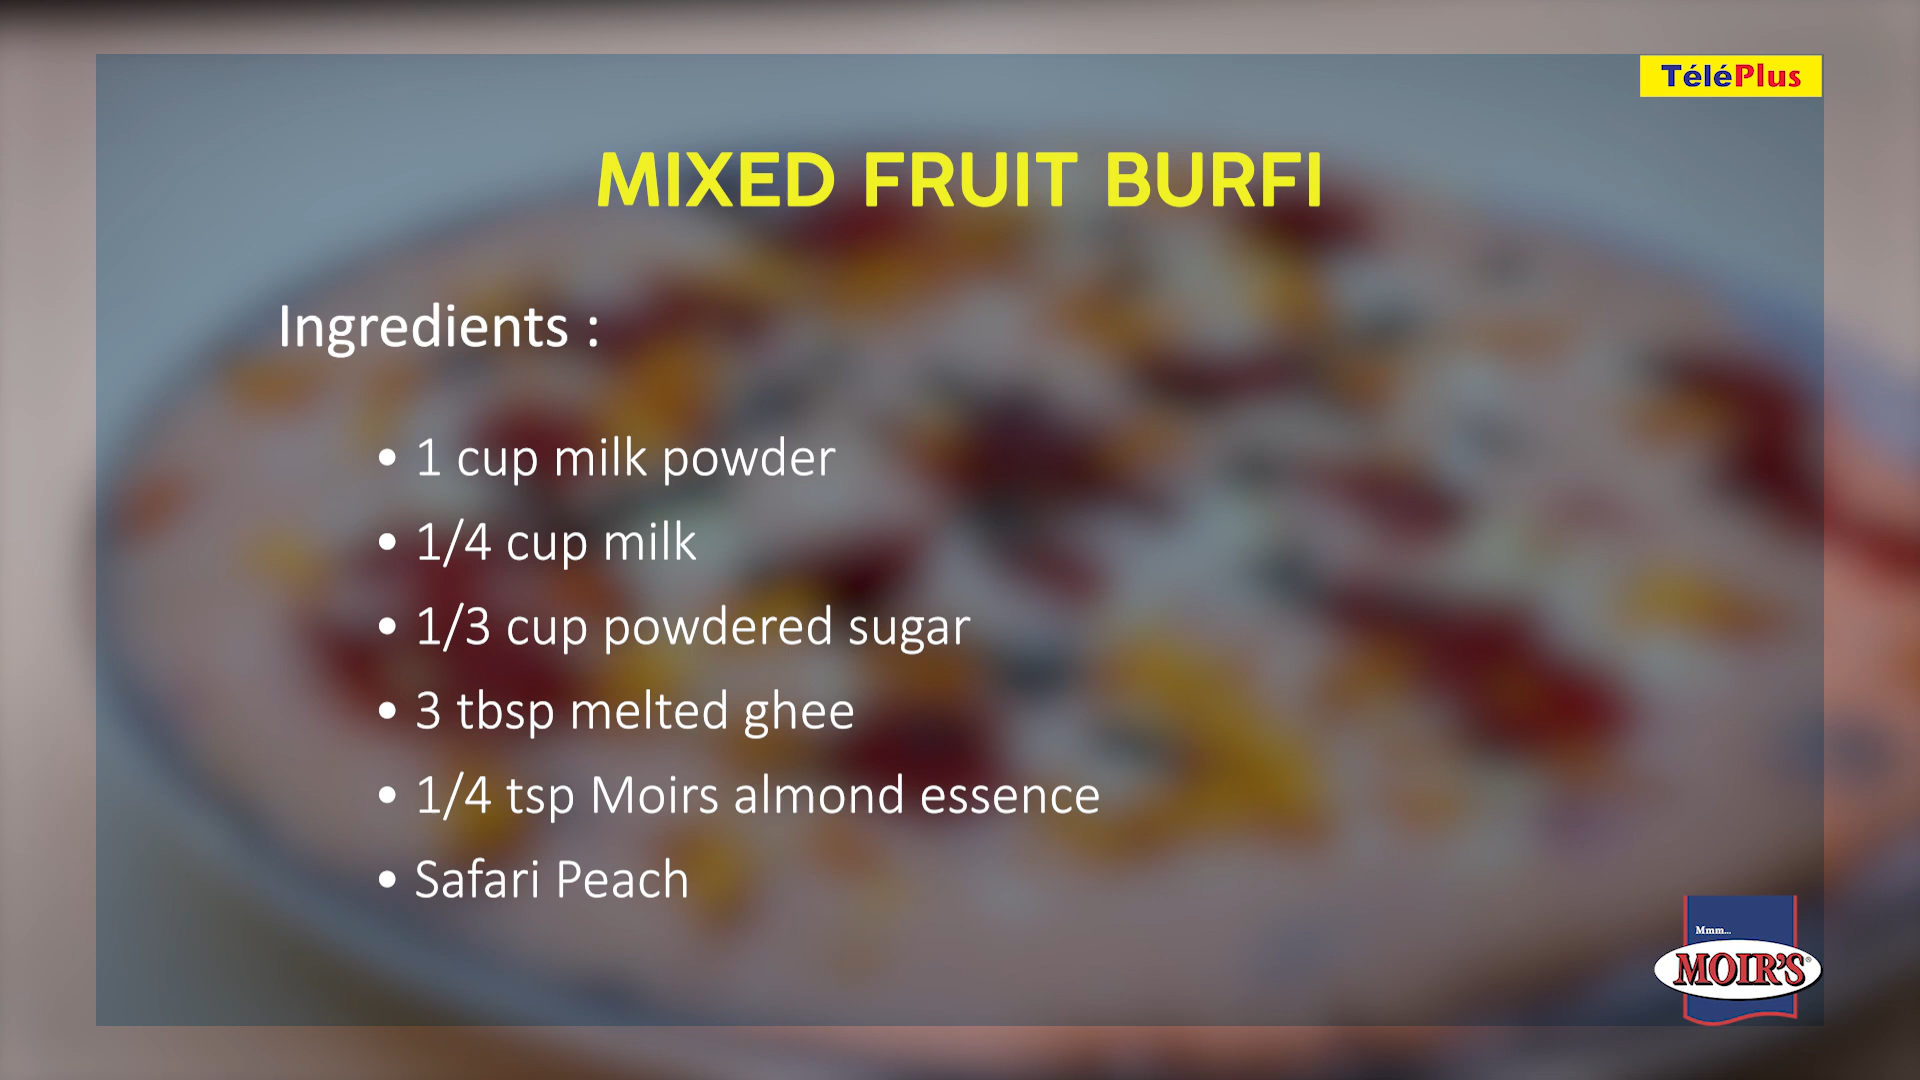 TéléPlus
MIXED FRUIT BURFI
Ingredients :
• 1 cup milk powder
• 1/4 cup milk
• 1/3 cup powdered sugar
• 3 tbsp melted ghee
• 1/4 tsp Moirs almond essence
• Safari Peach
Mmm...
MOIR'S®